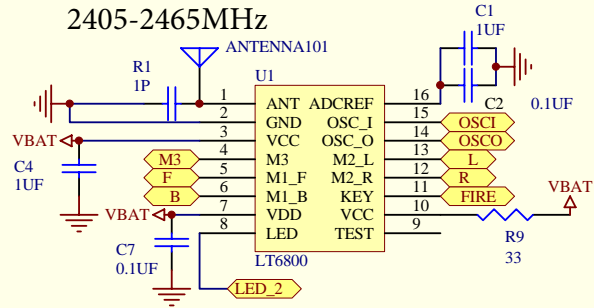 2405-2465MHz
C1
1UF
ANTENNA101
R1
1P
U1
1 ANT ADCREF 16
C2
0.1UF
2 GND OSC_I 15 OSCI
VBAT 3 VCC OSC_O 14 OSCO
C4
1UF
M3 4 M3 M2_L 13 L
F 5 M1_F M2_R 12 R
B 6 M1_B KEY 11 FIRE
VBAT 7 VDD VCC 10 VBAT
8 LED TEST 9
R9
33
C7
0.1UF
LT6800
LED_2